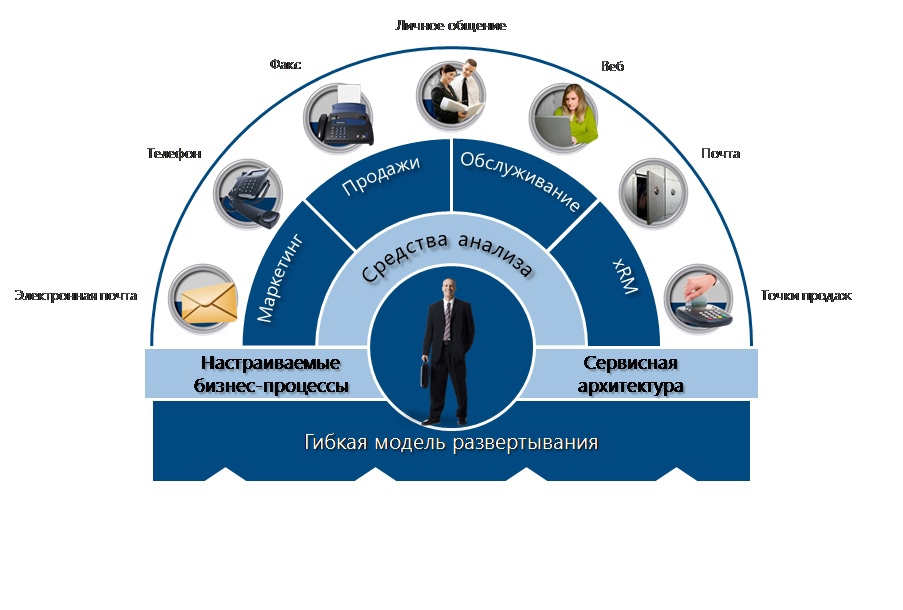 Личное общение
Факс
Веб
Телефон
Почта
Электронная почта
Точки продаж
Маркетинг
Продажи
Обслуживание
xRM
Средства анализа
Настраиваемые
бизнес-процессы
Сервисная
архитектура
Гибкая модель развертывания